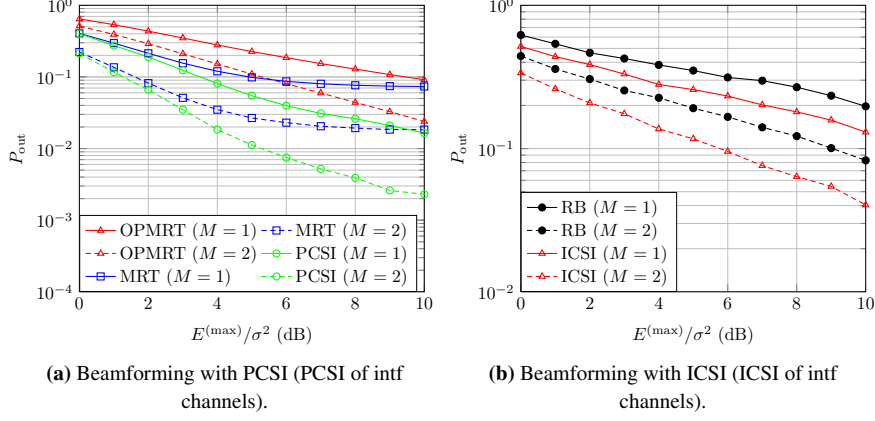 10^0
10^−1
10^−2
10^−3
10^−4
P_out
0 2 4 6 8 10
E^(max)/σ^2 (dB)
OPMRT (M = 1)
OPMRT (M = 2)
MRT (M = 1)
MRT (M = 2)
PCSI (M = 1)
PCSI (M = 2)
(a) Beamforming with PCSI (PCSI of intf
channels).
10^0
10^−1
10^−2
P_out
0 2 4 6 8 10
E^(max)/σ^2 (dB)
RB (M = 1)
RB (M = 2)
ICSI (M = 1)
ICSI (M = 2)
(b) Beamforming with ICSI (ICSI of intf
channels).